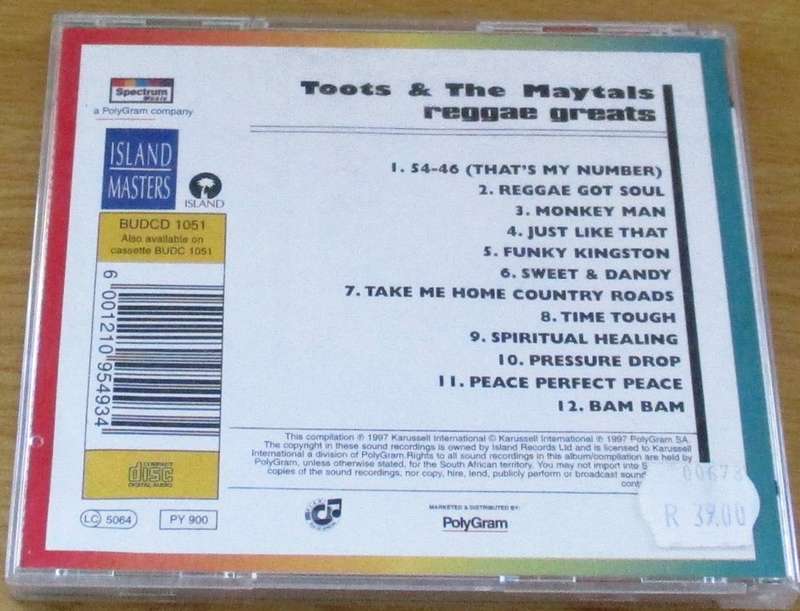 Toots & The Maytals
reggae greats
Spectrum
Music
a PolyGram company
ISLAND
MASTERS
ISLAND
BUDCD 1051
Also available on
cassette BUDC 1051
6 001210 954934
1. 54-46 (THAT'S MY NUMBER)
2. REGGAE GOT SOUL
3. MONKEY MAN
4. JUST LIKE THAT
5. FUNKY KINGSTON
6. SWEET & DANDY
7. TAKE ME HOME COUNTRY ROADS
8. TIME TOUGH
9. SPIRITUAL HEALING
10. PRESSURE DROP
11. PEACE PERFECT PEACE
12. BAM BAM
This compilation ℗ 1997 Karussell International © Karussell International ℗ 1997 PolyGram SA.
The copyright in these sound recordings is owned by Island Records Ltd and is licensed to Karussell
International a division of PolyGram Rights to all sound recordings in this album/compilation are held by
PolyGram, unless otherwise stated, for the South African territory. You may not import into S
copies of the sound recordings, nor copy, hire, lend, publicly perform or broadcast soun
cont
COMPACT
disc
DIGITAL AUDIO
LC 5064
PY 900
MARKETED & DISTRIBUTED BY:
PolyGram
00678
R 39.00